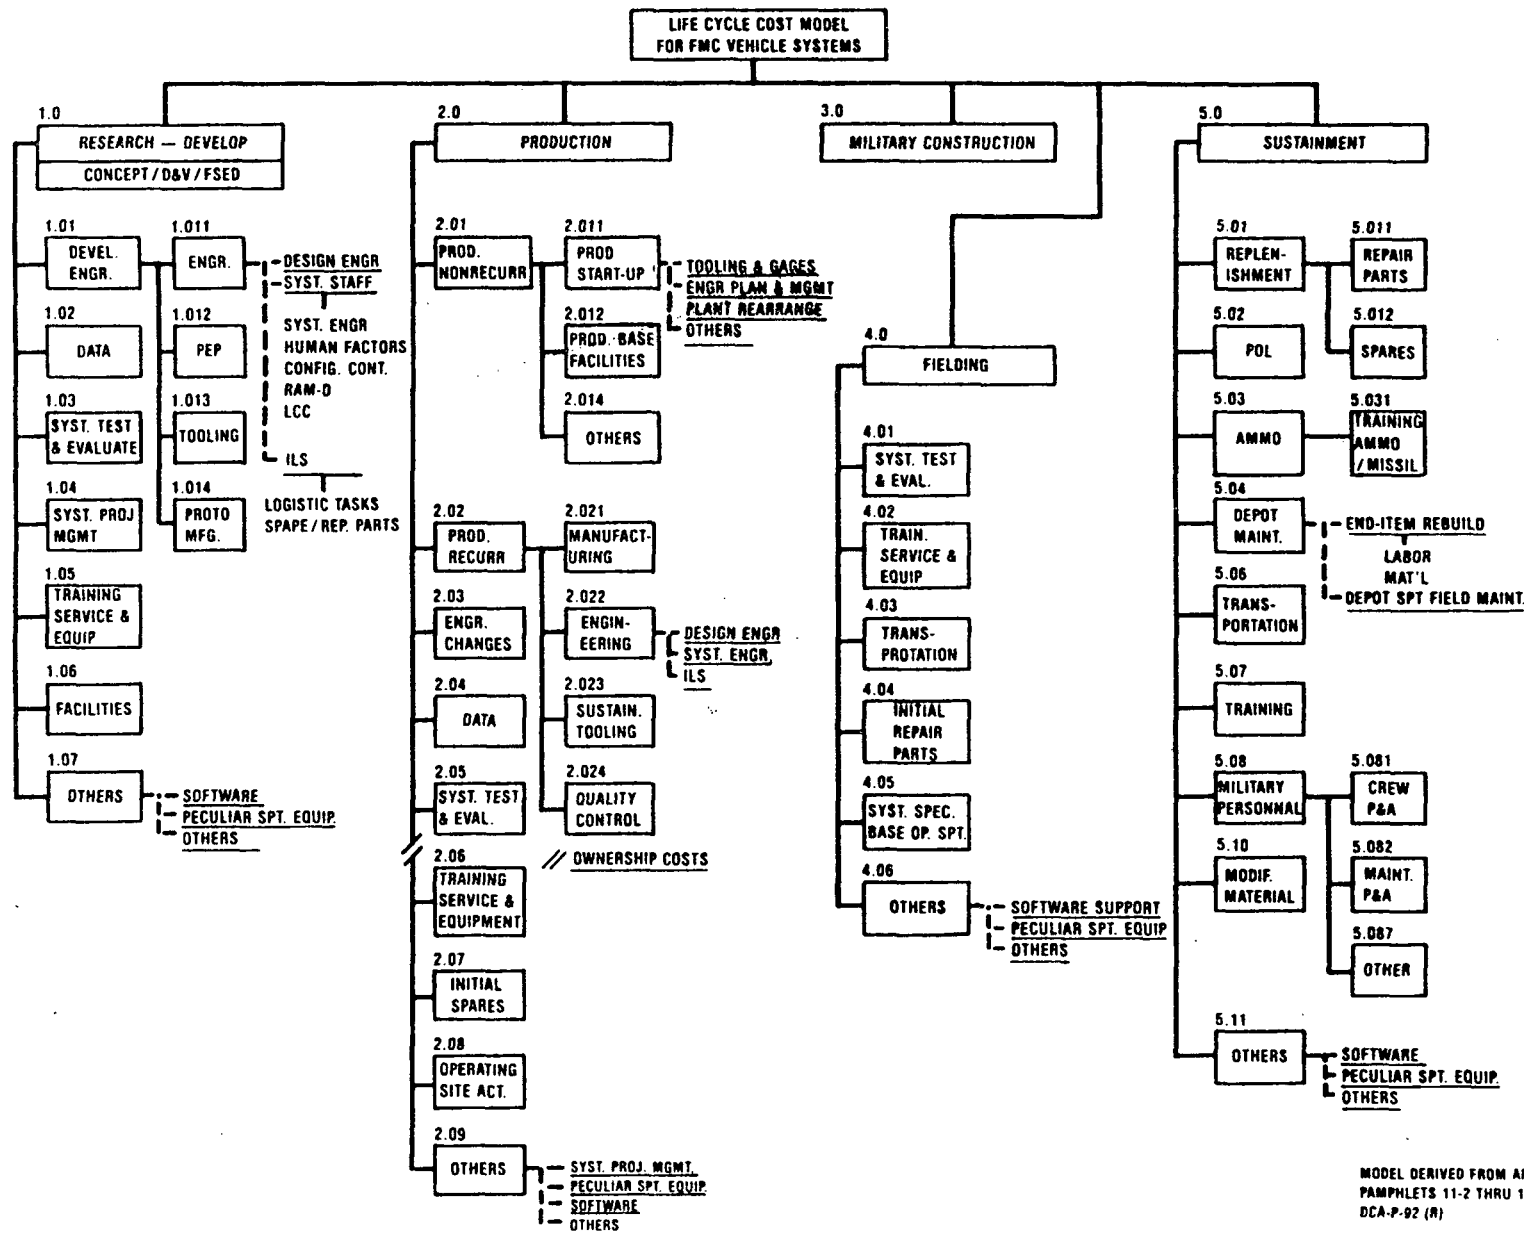 LIFE CYCLE COST MODEL
FOR FMC VEHICLE SYSTEMS
1.0
RESEARCH — DEVELOP
CONCEPT / D&V / FSED
1.01
DEVEL.
ENGR.
1.011
ENGR.
DESIGN ENGR
SYST. STAFF
SYST. ENGR
HUMAN FACTORS
CONFIG. CONT.
RAM-D
LCC
ILS
LOGISTIC TASKS
SPAPE / REP. PARTS
1.02
DATA
1.012
PEP
1.03
SYST. TEST
& EVALUATE
1.013
TOOLING
1.04
SYST. PROJ
MGMT
1.014
PROTO
MFG.
1.05
TRAINING
SERVICE &
EQUIP
1.06
FACILITIES
1.07
OTHERS
SOFTWARE
PECULIAR SPT. EQUIP.
OTHERS
2.0
PRODUCTION
2.01
PROD.
NONRECURR
2.011
PROD
START-UP
TOOLING & GAGES
ENGR PLAN & MGMT
PLANT REARRANGE
OTHERS
2.012
PROD. BASE
FACILITIES
2.014
OTHERS
2.02
PROD.
RECURR
2.021
MANUFACT-
URING
2.03
ENGR.
CHANGES
2.022
ENGIN-
EERING
DESIGN ENGR
SYST. ENGR.
ILS
2.04
DATA
2.023
SUSTAIN.
TOOLING
2.05
SYST. TEST
& EVAL.
2.024
QUALITY
CONTROL
// OWNERSHIP COSTS
2.06
TRAINING
SERVICE &
EQUIPMENT
2.07
INITIAL
SPARES
2.08
OPERATING
SITE ACT.
2.09
OTHERS
SYST. PROJ. MGMT.
PECULIAR SPT. EQUIP.
SOFTWARE
OTHERS
3.0
MILITARY CONSTRUCTION
4.0
FIELDING
4.01
SYST. TEST
& EVAL.
4.02
TRAIN.
SERVICE &
EQUIP
4.03
TRANS-
PROTATION
4.04
INITIAL
REPAIR
PARTS
4.05
SYST. SPEC.
BASE OP. SPT.
4.06
OTHERS
SOFTWARE SUPPORT
PECULIAR SPT. EQUIP
OTHERS
5.0
SUSTAINMENT
5.01
REPLEN-
ISHMENT
5.011
REPAIR
PARTS
5.02
POL
5.012
SPARES
5.03
AMMO
5.031
TRAINING
AMMO
/ MISSIL
5.04
DEPOT
MAINT.
END-ITEM REBUILD
LABOR
MAT'L
DEPOT SPT FIELD MAINT.
5.06
TRANS-
PORTATION
5.07
TRAINING
5.08
MILITARY
PERSONNAL
5.081
CREW
P&A
5.10
MODIF.
MATERIAL
5.082
MAINT.
P&A
5.087
OTHER
5.11
OTHERS
SOFTWARE
PECULIAR SPT. EQUIP.
OTHERS
MODEL DERIVED FROM
PAMPHLETS 11-2 THRU
DCA-P-92 (R)